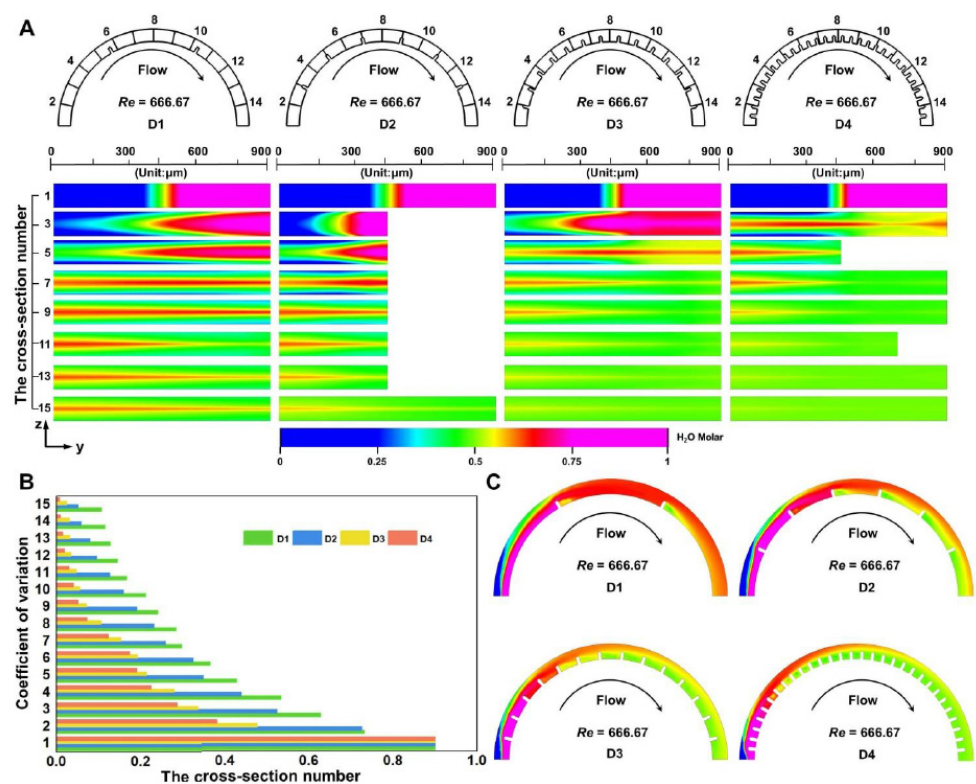 A
2 4 6 8 10 12 14
Flow
Re = 666.67
D1
2 4 6 8 10 12 14
Flow
Re = 666.67
D2
2 4 6 8 10 12 14
Flow
Re = 666.67
D3
2 4 6 8 10 12 14
Flow
Re = 666.67
D4
0 300 600 900
(Unit:μm)
0 300 600 900
(Unit:μm)
0 300 600 900
(Unit:μm)
0 300 600 900
(Unit:μm)
The cross-section number
1
3
5
7
9
11
13
15
z
y
H₂O Molar
0 0.25 0.5 0.75 1
B
Coefficient of variation
15
14
13
12
11
10
9
8
7
6
5
4
3
2
1
D1 D2 D3 D4
0.0 0.2 0.4 0.6 0.8 1.0
The cross-section number
C
Flow
Re = 666.67
D1
Flow
Re = 666.67
D2
Flow
Re = 666.67
D3
Flow
Re = 666.67
D4